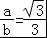 a/b = √3/3